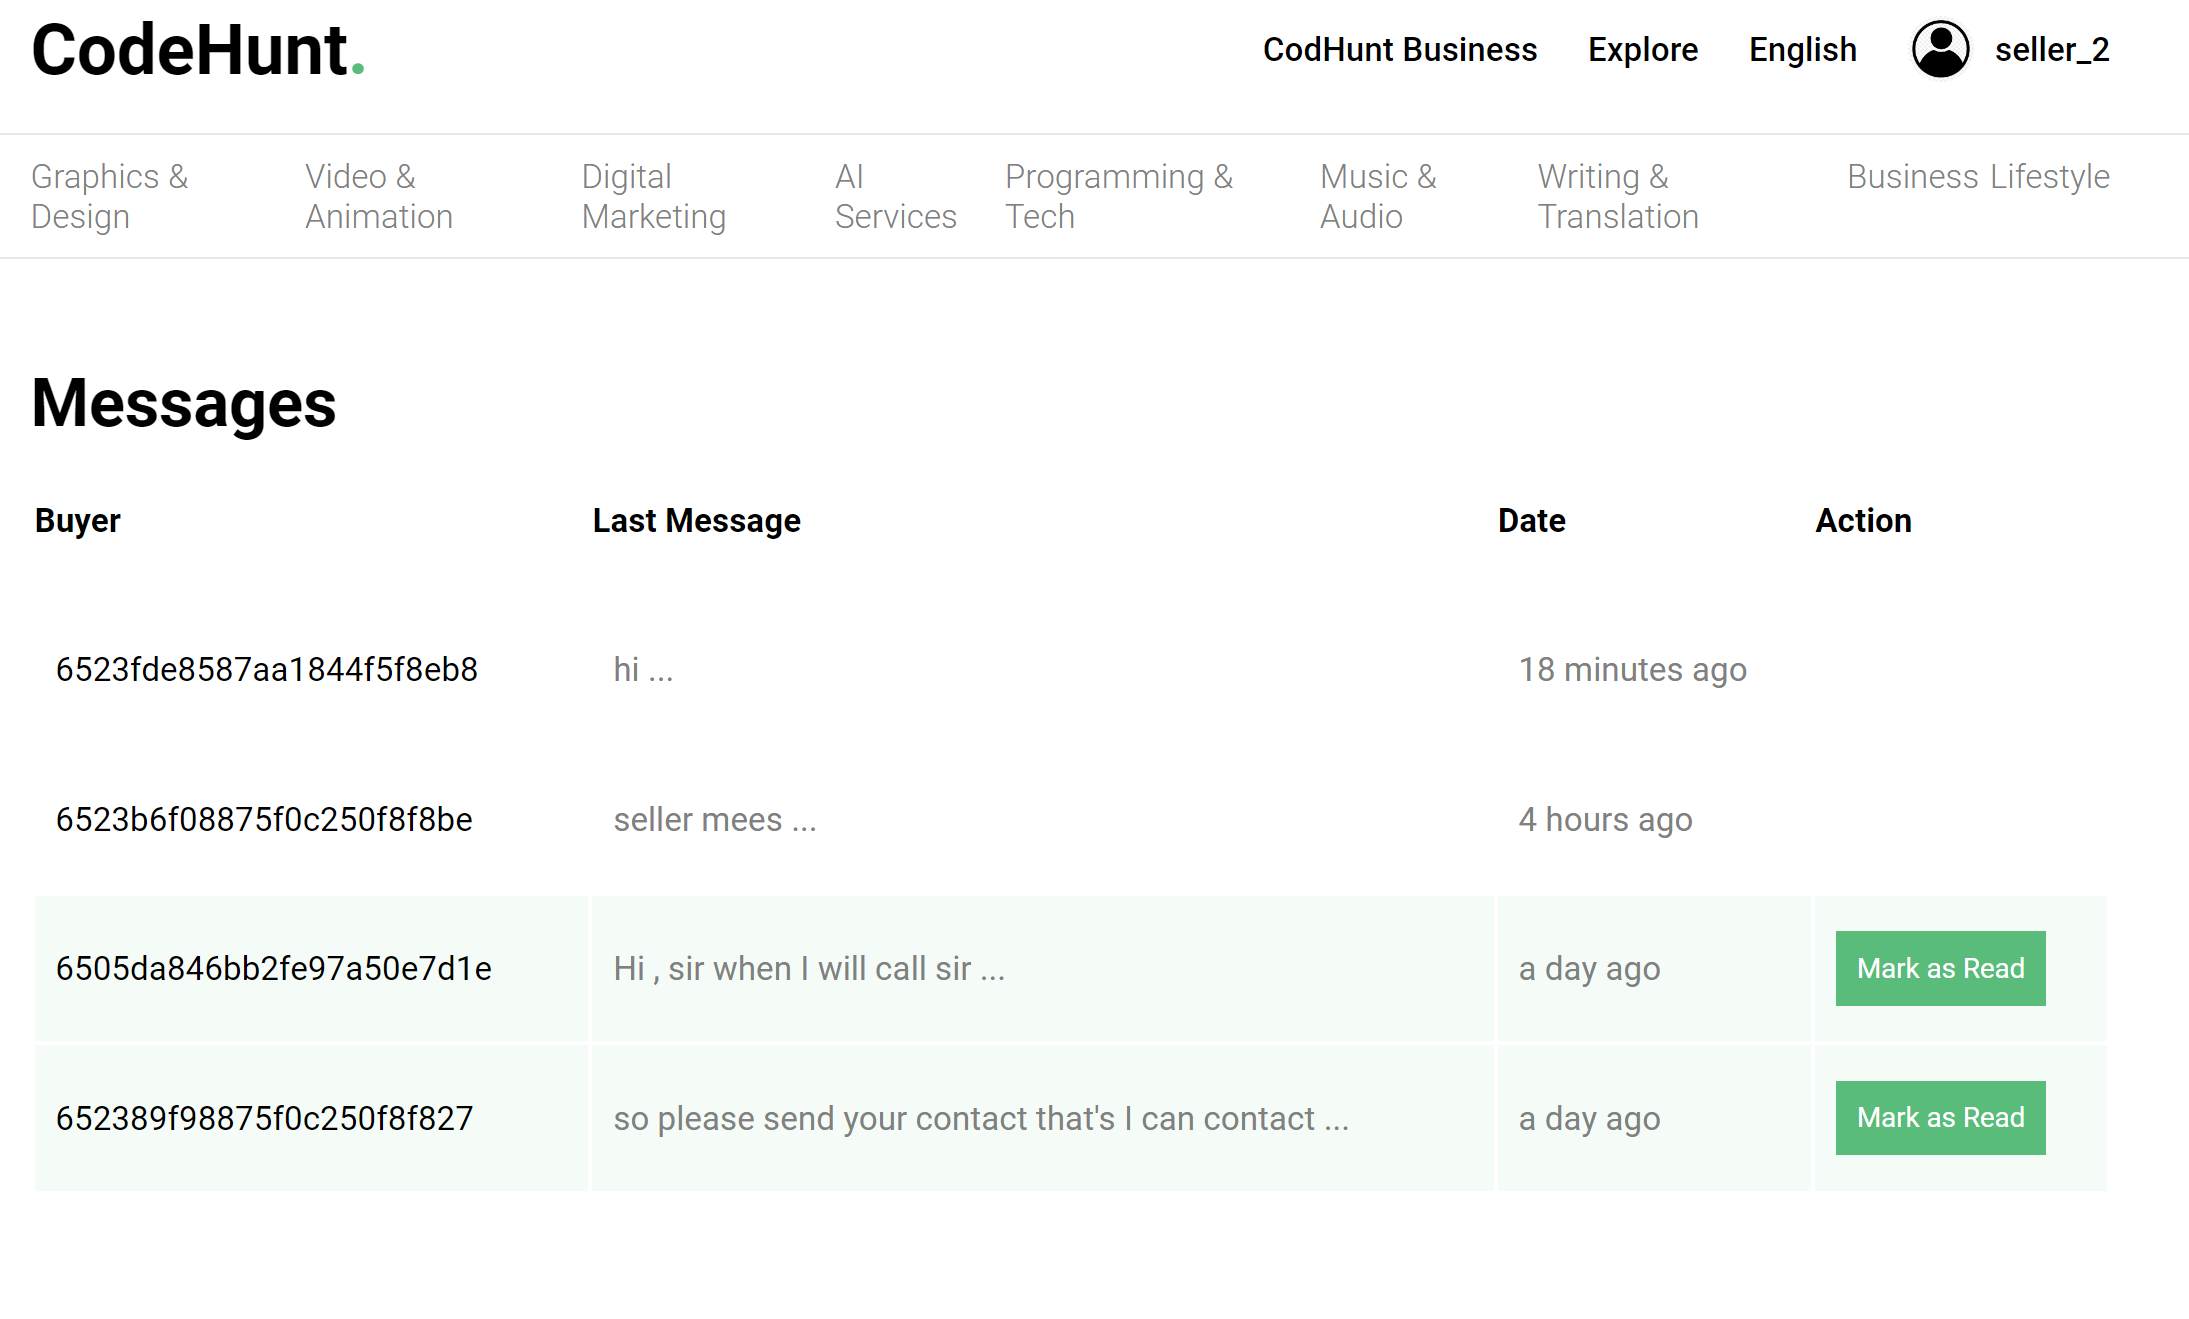 CodeHunt.
CodHunt Business Explore English seller_2
Graphics & Design
Video & Animation
Digital Marketing
AI Services
Programming & Tech
Music & Audio
Writing & Translation
Business
Lifestyle
Messages
Buyer Last Message Date Action
6523fde8587aa1844f5f8eb8 hi ... 18 minutes ago
6523b6f08875f0c250f8f8be seller mees ... 4 hours ago
6505da846bb2fe97a50e7d1e Hi , sir when I will call sir ... a day ago Mark as Read
652389f98875f0c250f8f827 so please send your contact that's I can contact ... a day ago Mark as Read